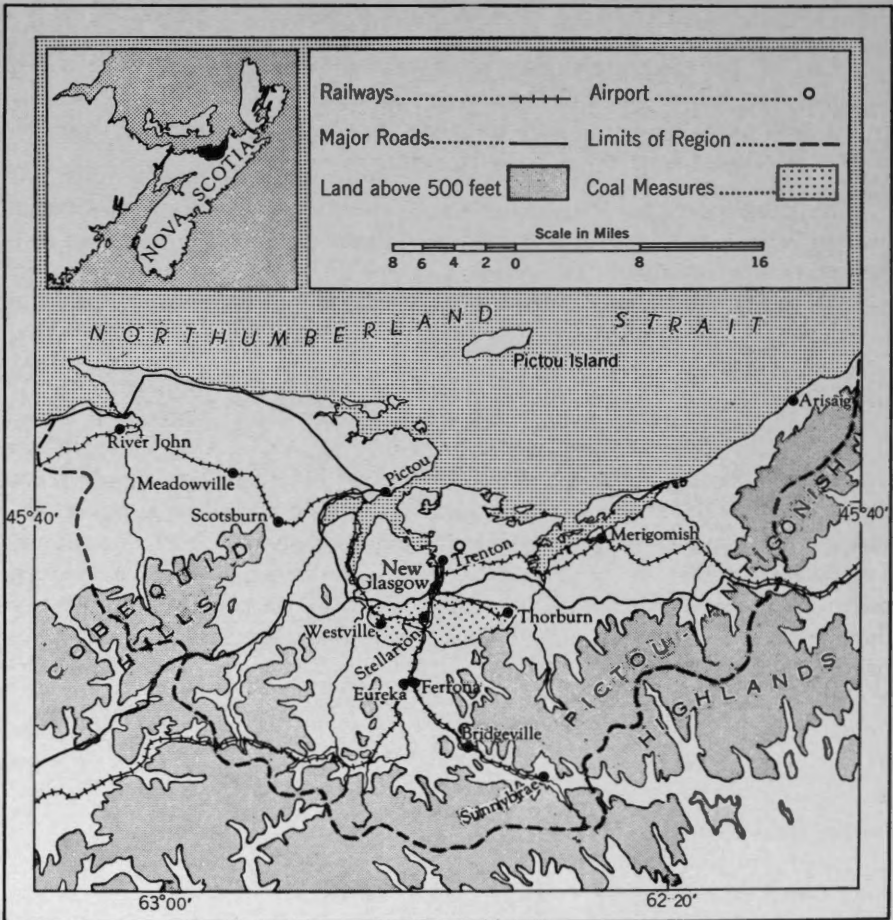 NOVA SCOTIA
Railways
Airport
Major Roads
Limits of Region
Land above 500 feet
Coal Measures
Scale in Miles
8 6 4 2 0 8 16
NORTHUMBERLAND STRAIT
Pictou Island
Arisaig
River John
Pictou
Meadowville
45°40′
Scotsburn
45°40′
Merigomish
Trenton
New
Glasgow
COBEQUID
HILLS
Thorburn
Westville
Stellarton
PICTOU-ANTIGONISH
HIGHLANDS
Eureka
Ferrona
Bridgeville
Sunnybrae
63°00′
62°20′